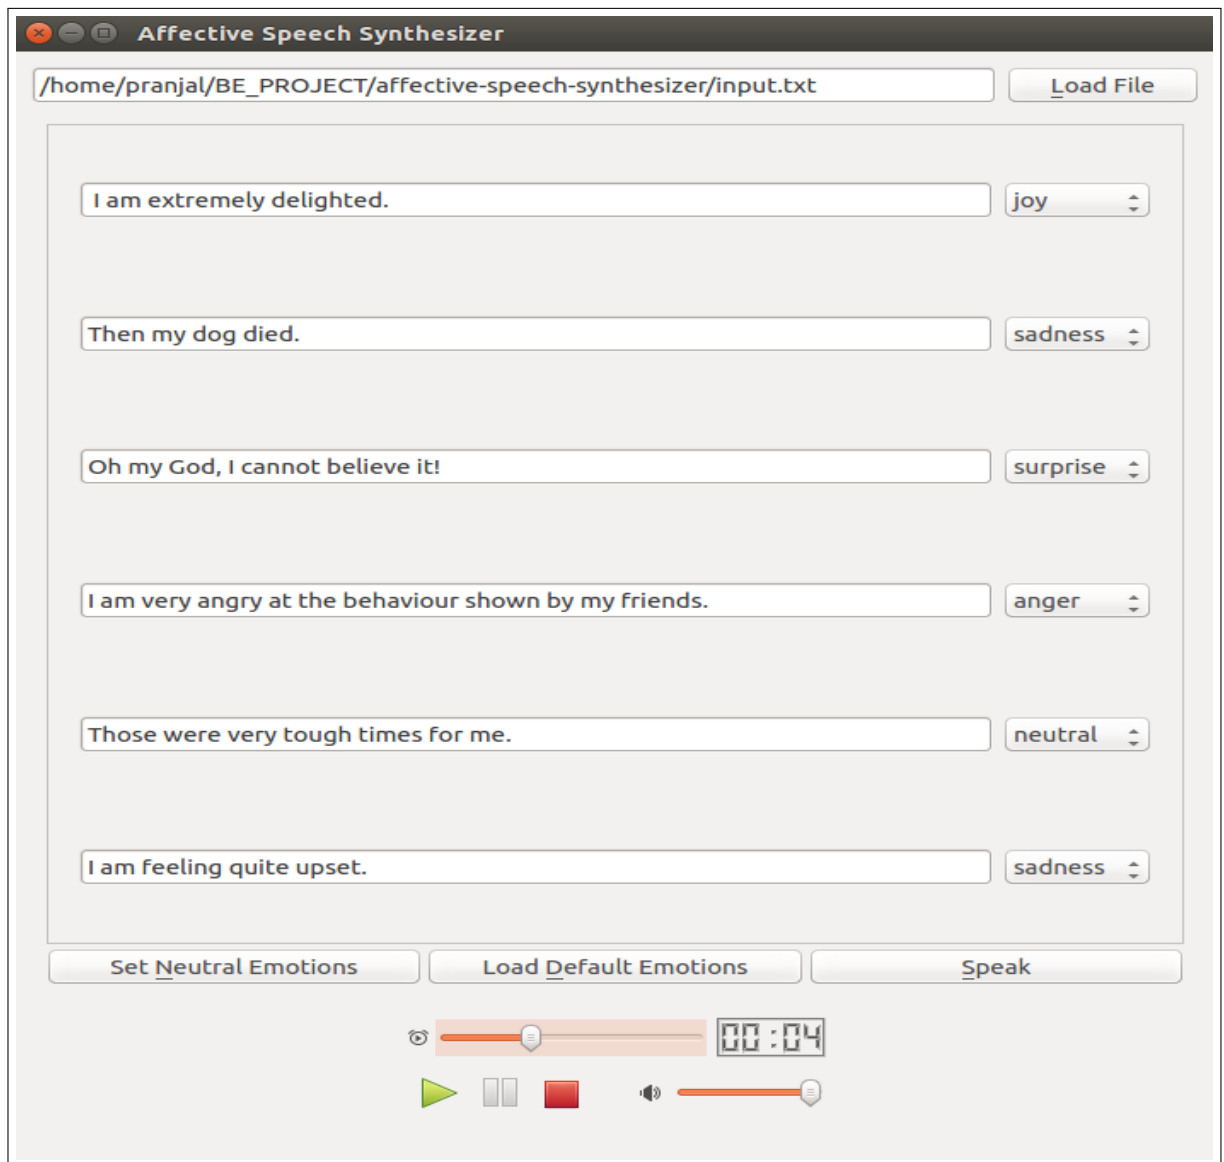 Affective Speech Synthesizer
/home/pranjal/BE_PROJECT/affective-speech-synthesizer/input.txt Load File
I am extremely delighted. joy
Then my dog died. sadness
Oh my God, I cannot believe it! surprise
I am very angry at the behaviour shown by my friends. anger
Those were very tough times for me. neutral
I am feeling quite upset. sadness
Set Neutral Emotions Load Default Emotions Speak
00:04